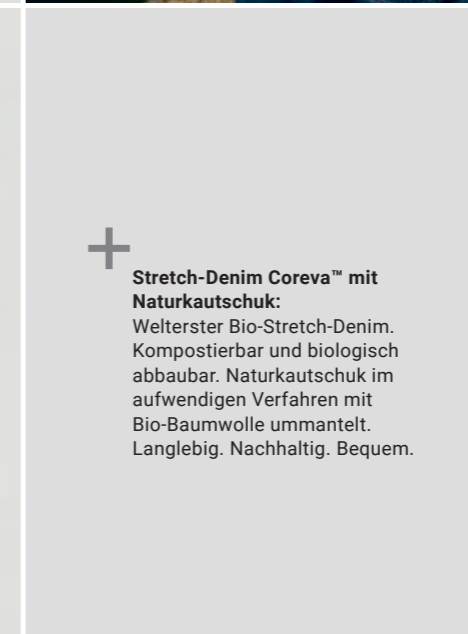 +
Stretch-Denim Coreva™ mit
Naturkautschuk:
Welterster Bio-Stretch-Denim.
Kompostierbar und biologisch
abbaubar. Naturkautschuk im
aufwendigen Verfahren mit
Bio-Baumwolle ummantelt.
Langlebig. Nachhaltig. Bequem.